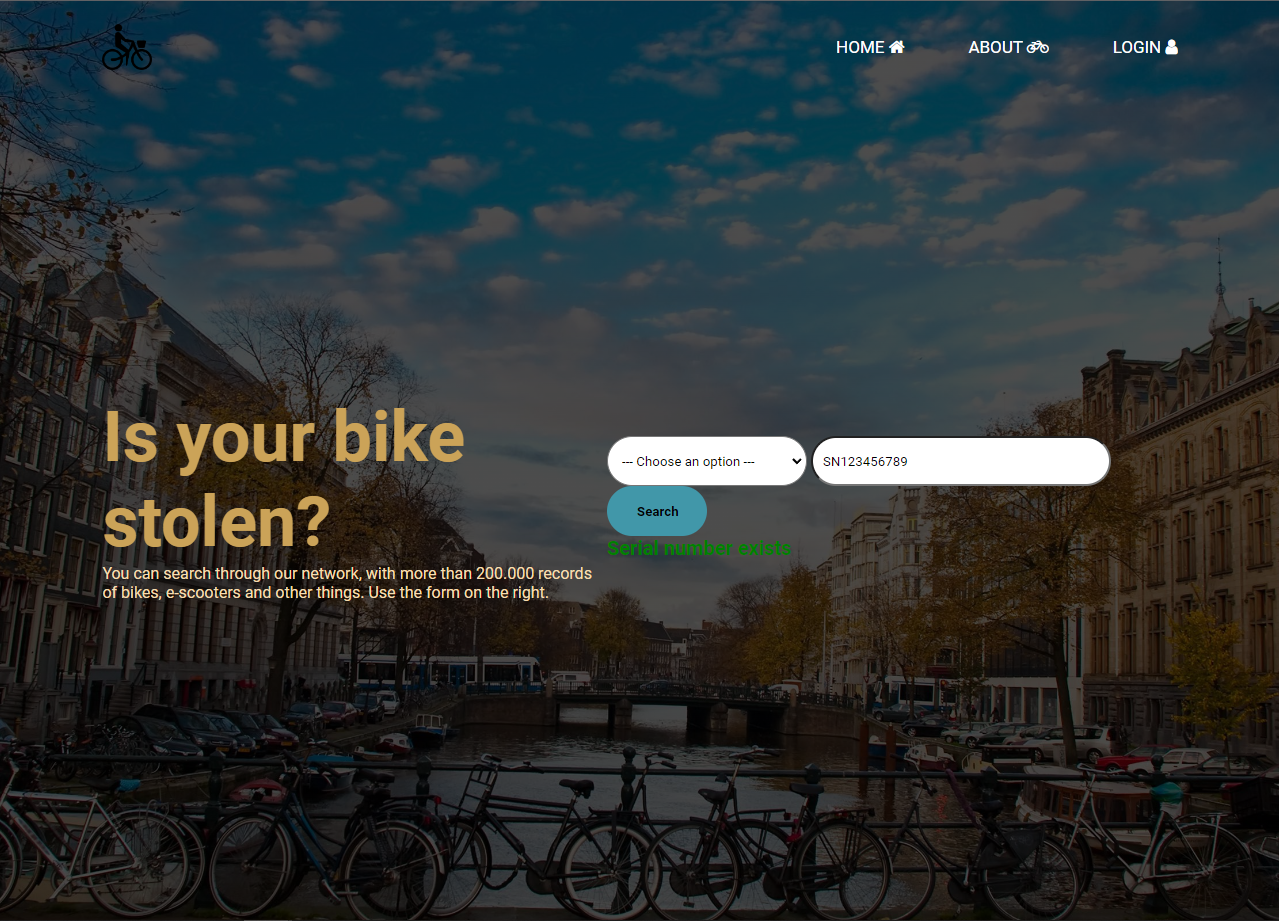 HOME
ABOUT
LOGIN
Is your bike
stolen?
You can search through our network, with more than 200.000 records
of bikes, e-scooters and other things. Use the form on the right.
--- Choose an option ---
SN123456789
Search
Serial number exists